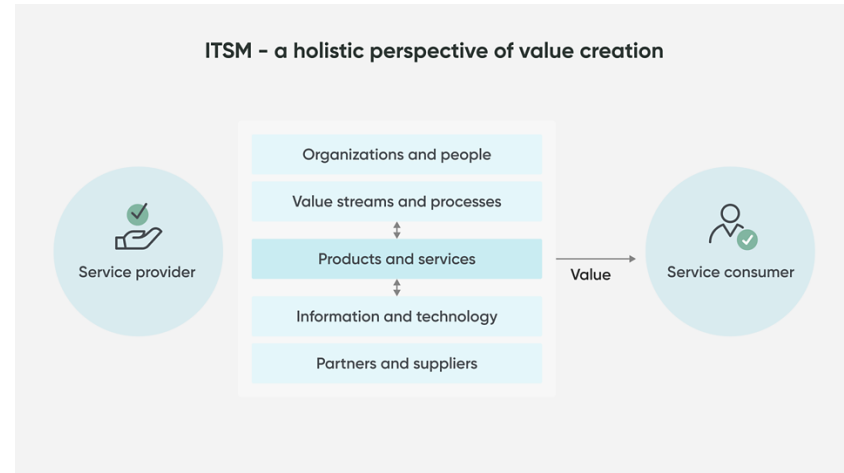 ITSM - a holistic perspective of value creation
Organizations and people
Value streams and processes
Service provider
Products and services
Value
Service consumer
Information and technology
Partners and suppliers